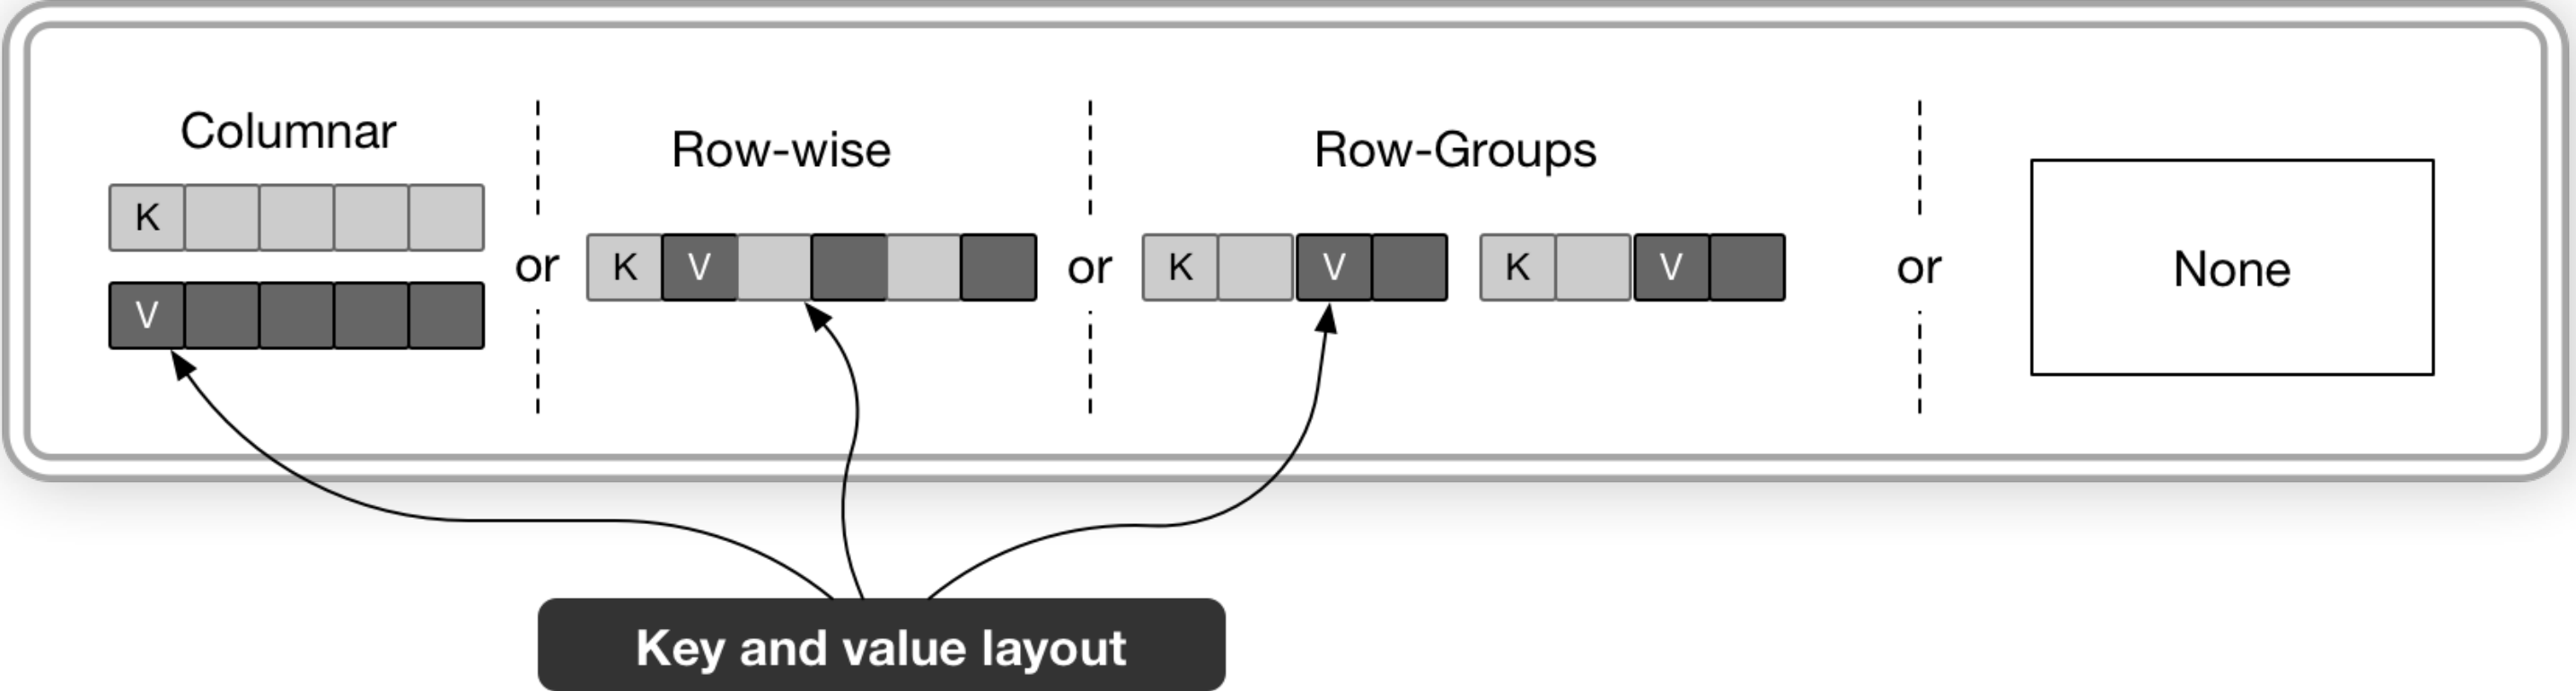 Columnar
K
V
or
Row-wise
K V
or
Row-Groups
K V K V
or
None
Key and value layout